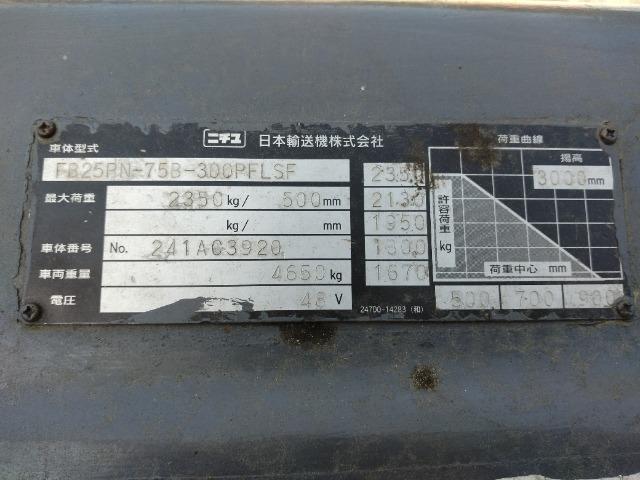 ニチユ 日本輸送機株式会社
車体型式
FB25PN-75B-300PFLSF
最大荷重 2350 kg/ 500 mm
kg/ mm
車体番号 No. 241AC3920
車両重量 4650 kg
電圧 48 V
2350
2130
1950
1800
1670
荷重曲線
揚高
3000mm
許容荷重 kg
荷重中心 mm
500 700 900
24700-14283 (和)